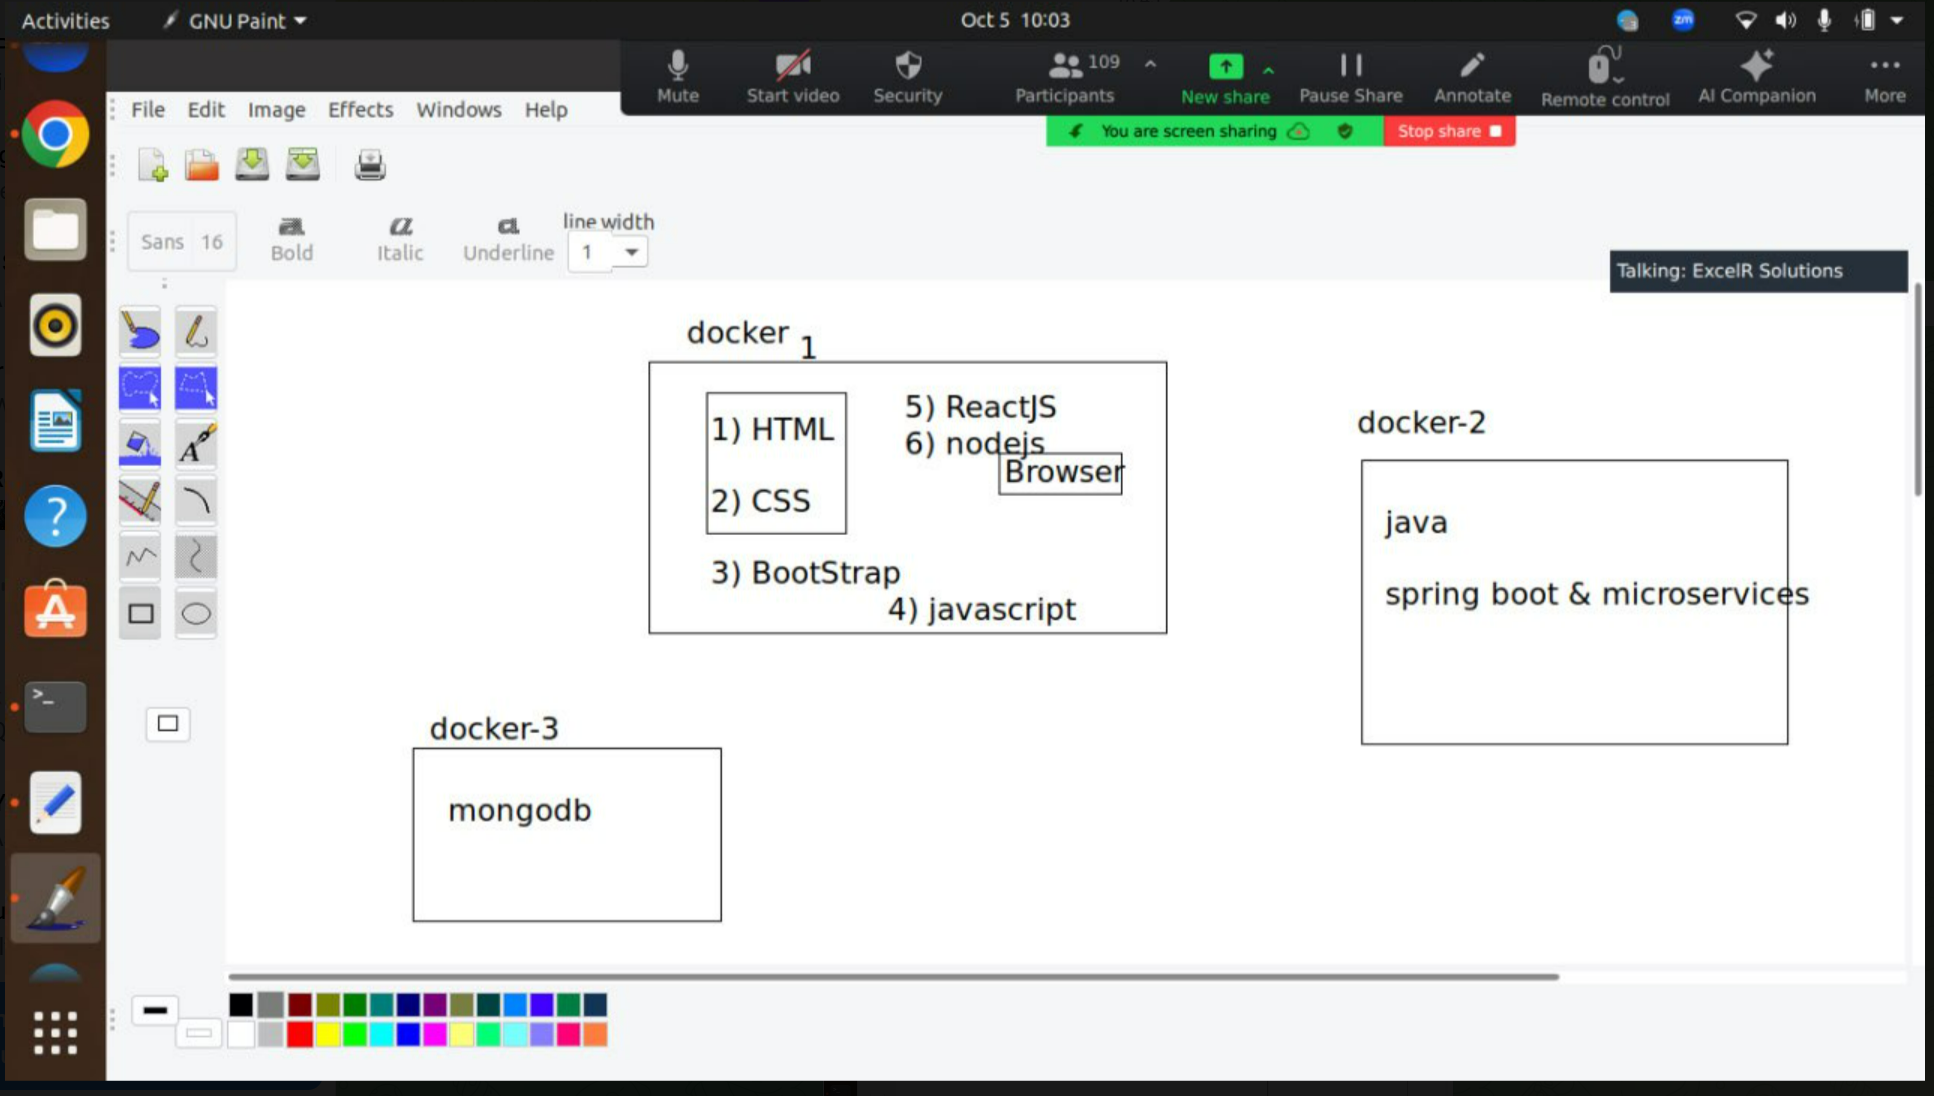 Activities
GNU Paint
Oct 5 10:03
zm
Mute
Start video
Security
109
Participants
New share
Pause Share
Annotate
Remote control
AI Companion
More
File Edit Image Effects Windows Help
You are screen sharing
Stop share
Sans 16
a
Bold
a
Italic
a
Underline
line width
1
Talking: ExcelR Solutions
docker 1
1) HTML
2) CSS
3) BootStrap
4) javascript
5) ReactJS
6) nodejs
Browser
docker-2
java
spring boot & microservices
docker-3
mongodb